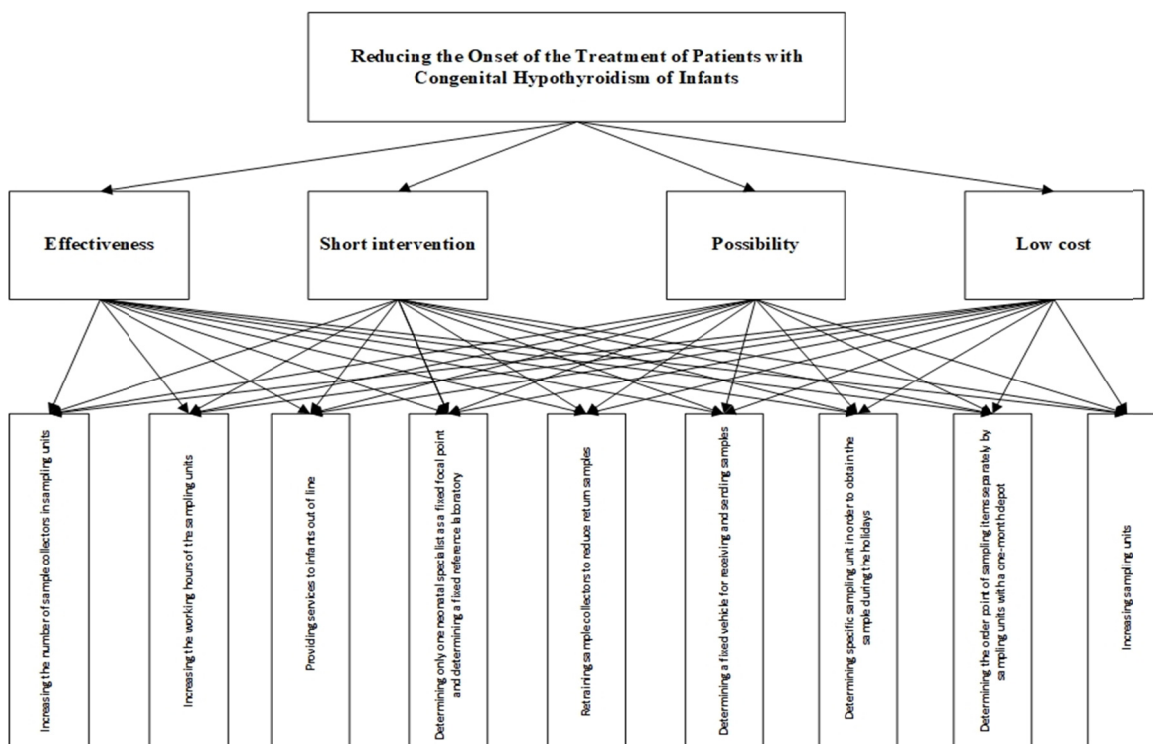 Reducing the Onset of the Treatment of Patients with
Congenital Hypothyroidism of Infants
Effectiveness
Short intervention
Possibility
Low cost
Increasing the number of sample collectors in sampling units
Increasing the working hours of the sampling units
Providing services to infants out of line
Determining only one neonatal specialist as a fixed focal point
and determining a fixed reference laboratory
Retraining sample collectors to reduce return samples
Determining a fixed vehicle for receiving and sending samples
Determining specific sampling unit in order to obtain the
sample during the holidays
Determining the order point of sampling items separately by
sampling units with a one-month depot
Increasing sampling units